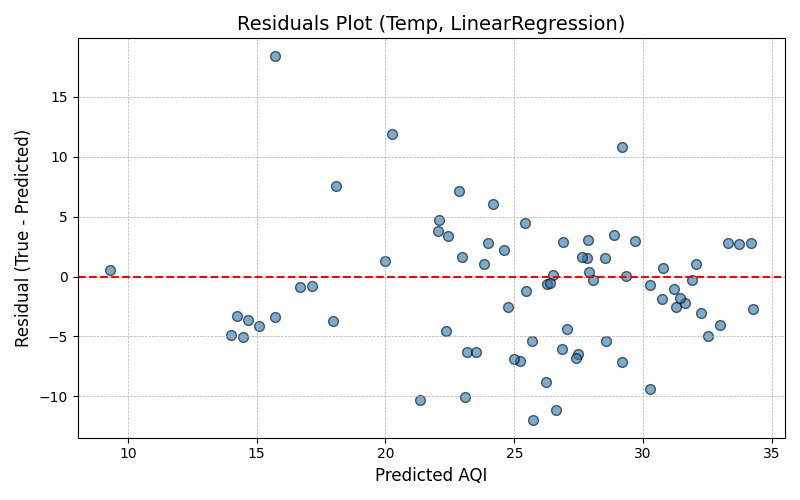 Residuals Plot (Temp, LinearRegression)
Residual (True - Predicted)
15
10
5
0
−5
−10
10 15 20 25 30 35
Predicted AQI